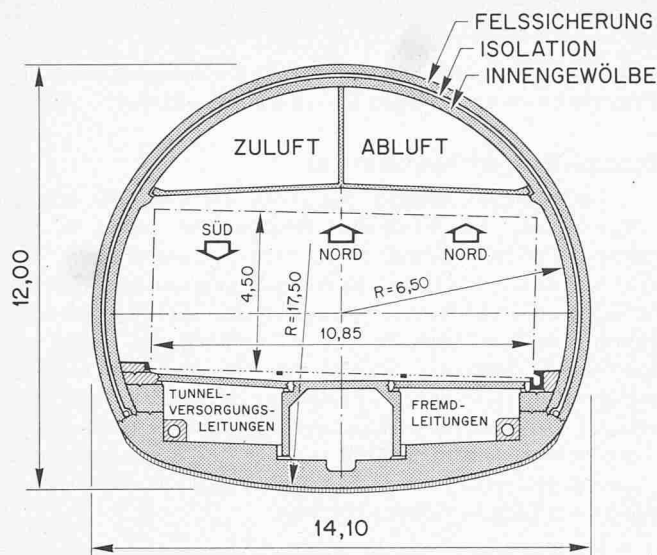 FELSSICHERUNG
ISOLATION
INNENGEWÖLBE
ZULUFT
ABLUFT
SÜD
NORD
NORD
12,00
4,50
R=17,50
R=6,50
10,85
TUNNEL-
VERSORGUNGS-
LEITUNGEN
FREMD-
LEITUNGEN
14,10